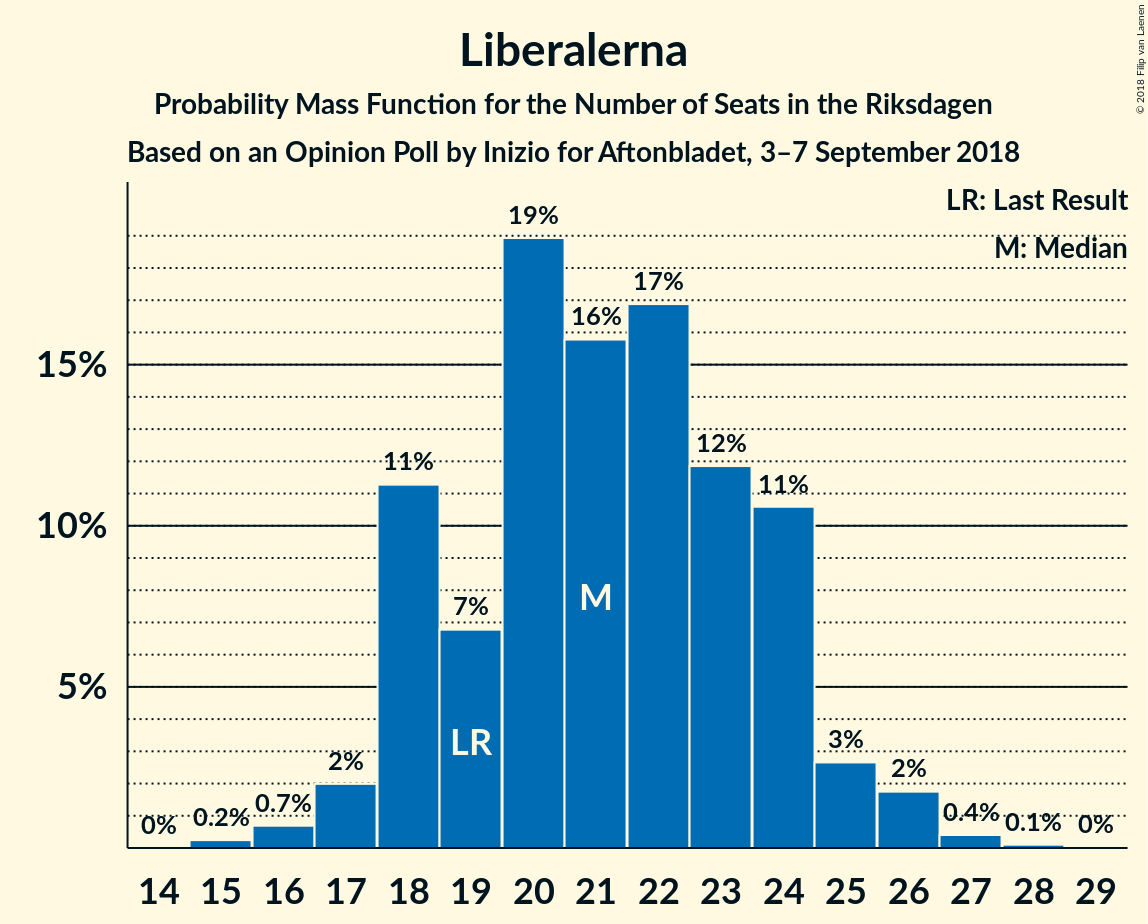 Liberalerna
Probability Mass Function for the Number of Seats in the Riksdagen
Based on an Opinion Poll by Inizio for Aftonbladet, 3–7 September 2018
© 2018 Filip van Laenen
LR: Last Result
M: Median
15%
10%
5%
0%
0.2%
0.7%
2%
11%
7%
19%
16%
17%
12%
11%
3%
2%
0.4%
0.1%
0%
LR
M
14 15 16 17 18 19 20 21 22 23 24 25 26 27 28 29